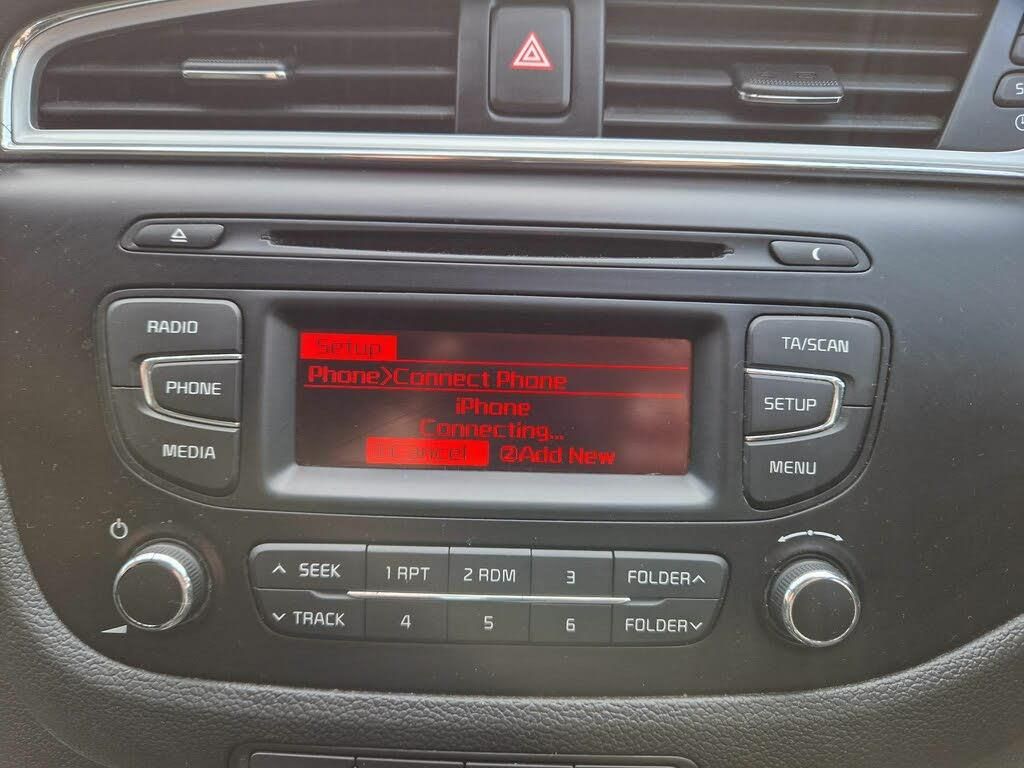 S
RADIO
PHONE
MEDIA
Setup
Phone>Connect Phone
iPhone
Connecting...
Cancel ②Add New
TA/SCAN
SETUP
MENU
SEEK 1 RPT 2 RDM 3 FOLDER
TRACK 4 5 6 FOLDER